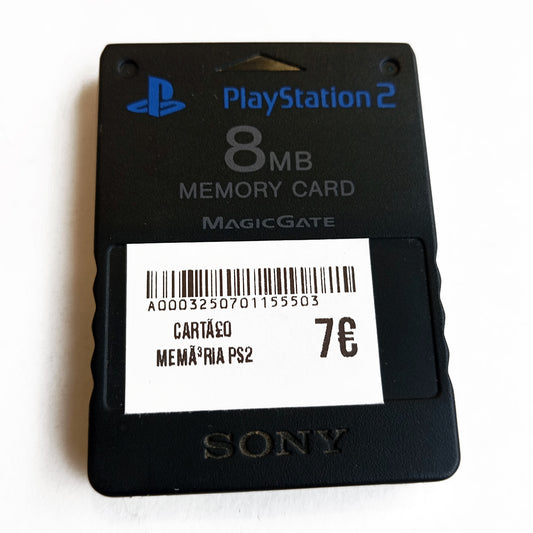 PlayStation 2
8MB
MEMORY CARD
MAGICGATE
A0003250701155503
CARTÃ£O
MEMÃ³RIA PS2
7€
SONY